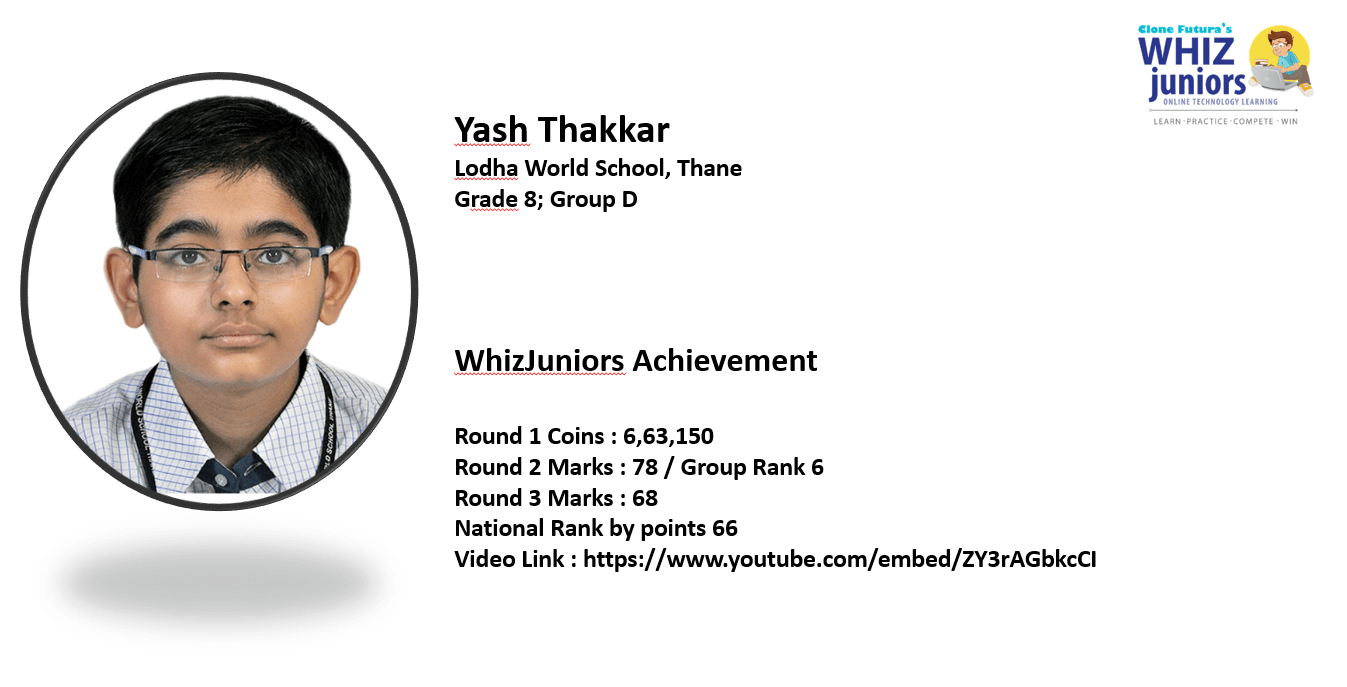 Clone Futura's
WHIZ
juniors
ONLINE TECHNOLOGY LEARNING
LEARN · PRACTICE · COMPETE · WIN
Yash Thakkar
Lodha World School, Thane
Grade 8; Group D
WhizJuniors Achievement
Round 1 Coins : 6,63,150
Round 2 Marks : 78 / Group Rank 6
Round 3 Marks : 68
National Rank by points 66
Video Link : https://www.youtube.com/embed/ZY3rAGbkcCI